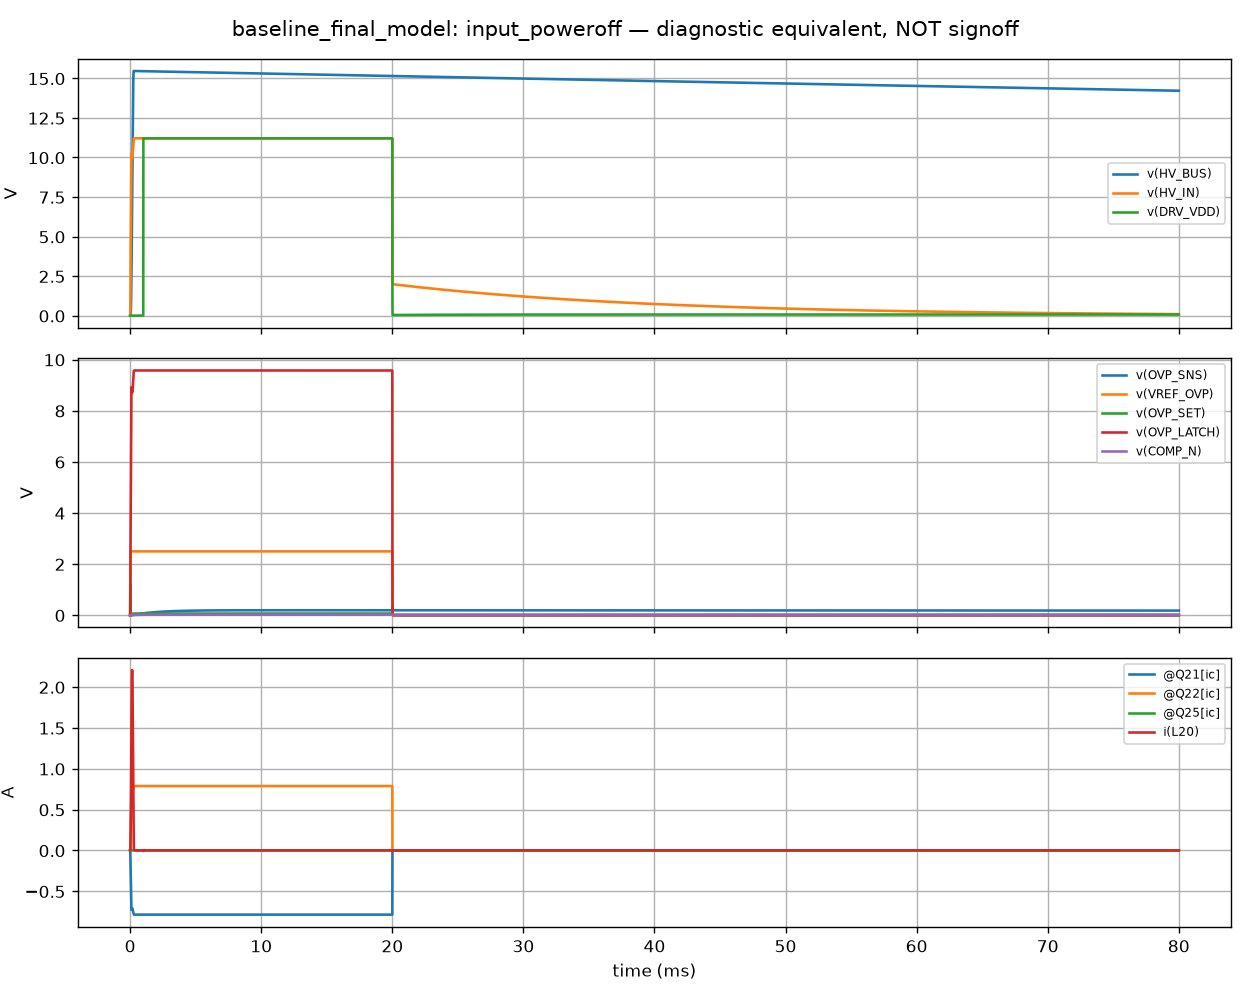 baseline_final_model: input_poweroff — diagnostic equivalent, NOT signoff
15.0
12.5
10.0
7.5
5.0
2.5
0.0
V
v(HV_BUS)
v(HV_IN)
v(DRV_VDD)
10
8
6
4
2
0
V
v(OVP_SNS)
v(VREF_OVP)
v(OVP_SET)
v(OVP_LATCH)
v(COMP_N)
2.0
1.5
1.0
0.5
0.0
−0.5
A
@Q21[ic]
@Q22[ic]
@Q25[ic]
i(L20)
0 10 20 30 40 50 60 70 80
time (ms)